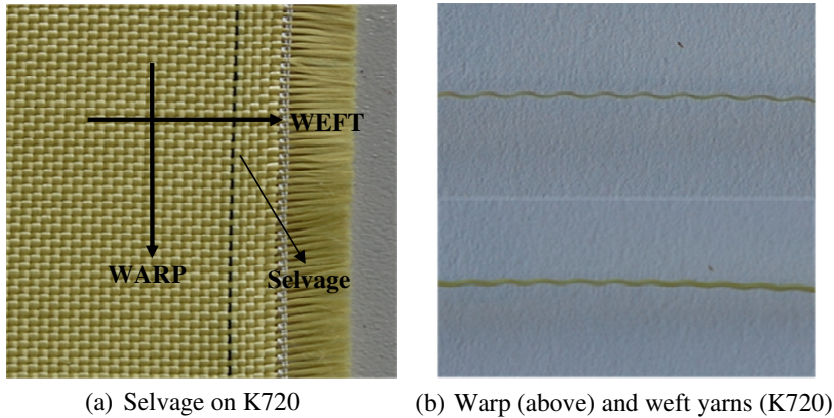 WEFT
WARP
Selvage
(a) Selvage on K720
(b) Warp (above) and weft yarns (K720)